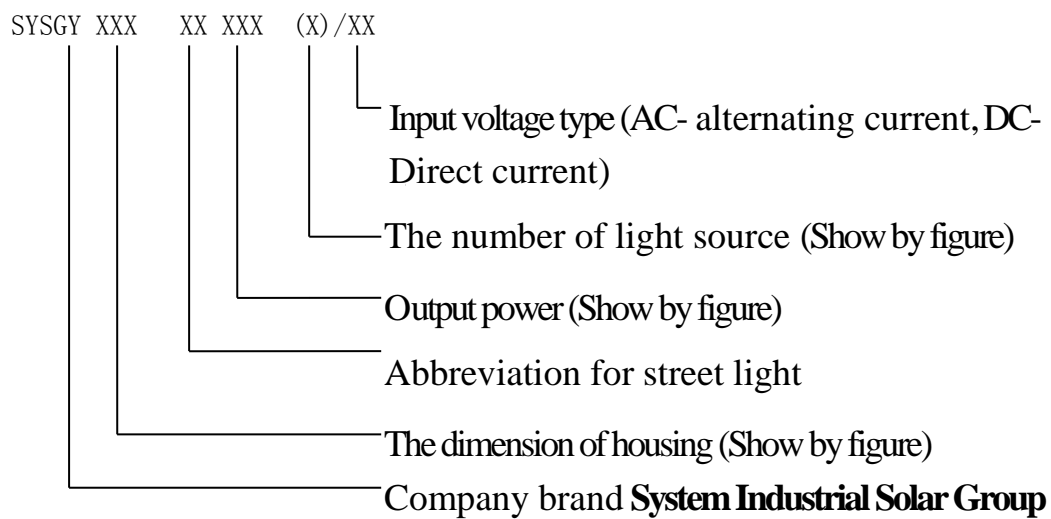 SYSGY XXX XX XXX (X)/XX
Input voltage type (AC- alternating current, DC-
Direct current)
The number of light source (Show by figure)
Output power (Show by figure)
Abbreviation for street light
The dimension of housing (Show by figure)
Company brand System Industrial Solar Group